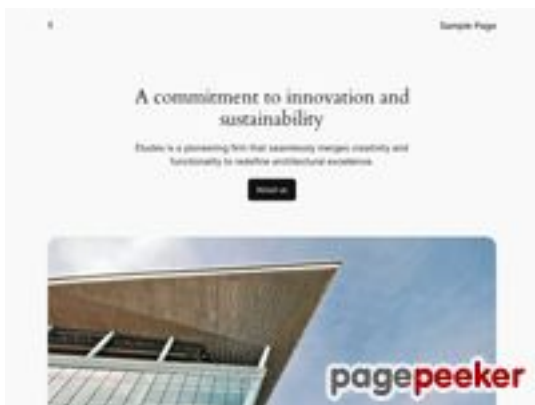 Sample Page
A commitment to innovation and
sustainability
Études is a pioneering firm that seamlessly merges creativity and
functionality to redefine architectural excellence.
About us
pagepeeker